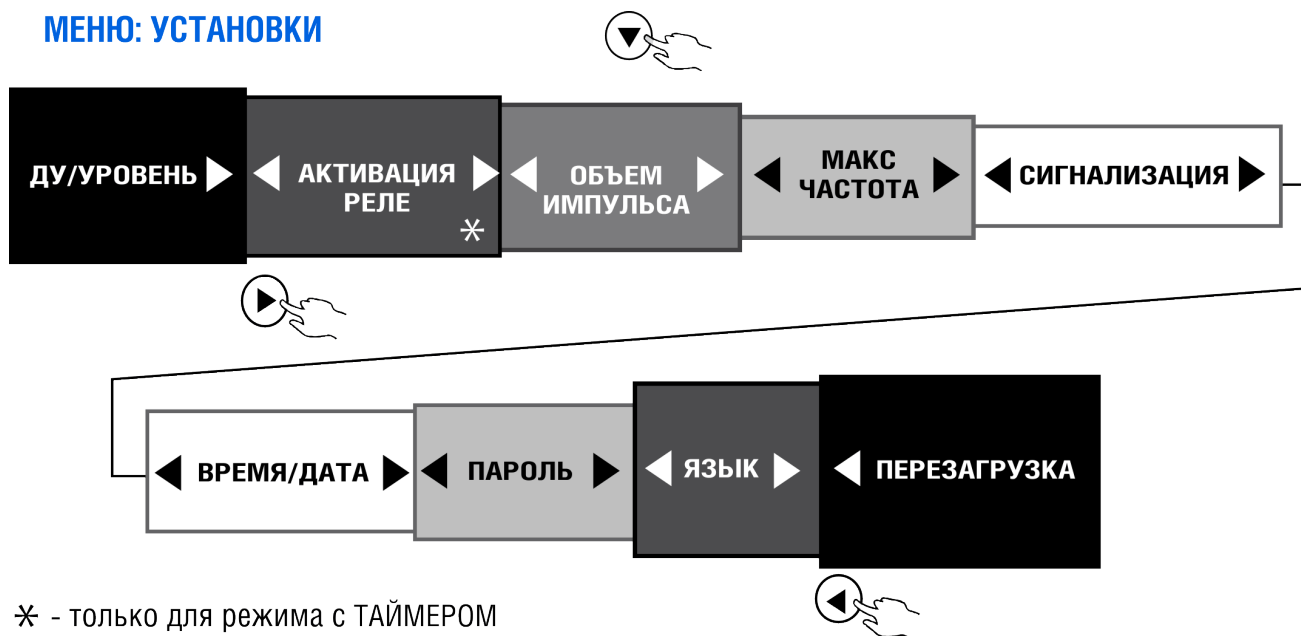 МЕНЮ: УСТАНОВКИ
ДУ/УРОВЕНЬ
АКТИВАЦИЯ
РЕЛЕ
*
ОБЪЕМ
ИМПУЛЬСА
МАКС
ЧАСТОТА
СИГНАЛИЗАЦИЯ
ВРЕМЯ/ДАТА
ПАРОЛЬ
ЯЗЫК
ПЕРЕЗАГРУЗКА
* - только для режима с ТАЙМЕРОМ